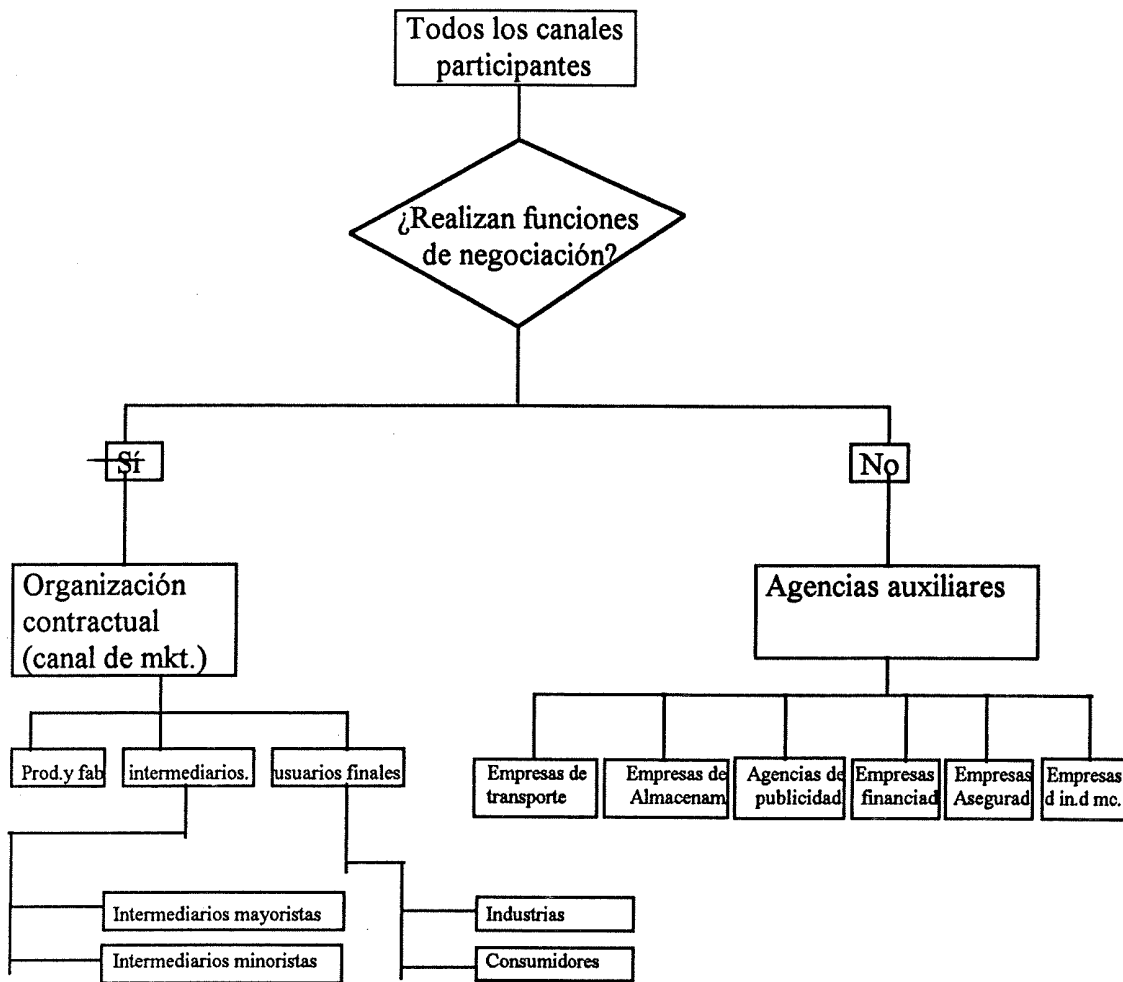 Todos los canales
participantes
¿Realizan funciones
de negociación?
Sí
No
Organización
contractual
(canal de mkt.)
Agencias auxiliares
Prod.y fab
intermediarios.
usuarios finales
Empresas de
transporte
Empresas de
Almacenam
Agencias de
publicidad
Empresas
financiad
Empresas
Asegurad
Empresas
d in.d mc.
Intermediarios mayoristas
Intermediarios minoristas
Industrias
Consumidores